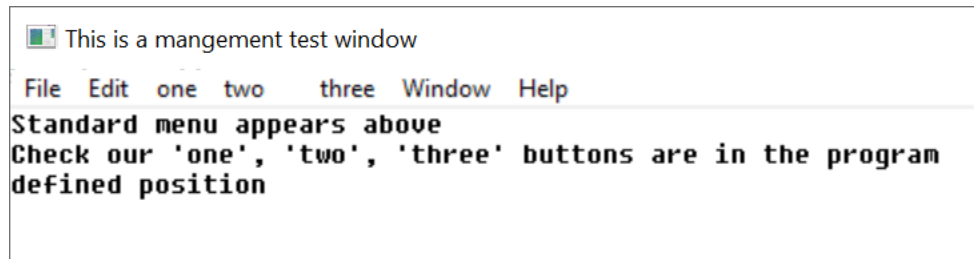 This is a mangement test window
File Edit one two three Window Help
Standard menu appears above
Check our 'one', 'two', 'three' buttons are in the program
defined position